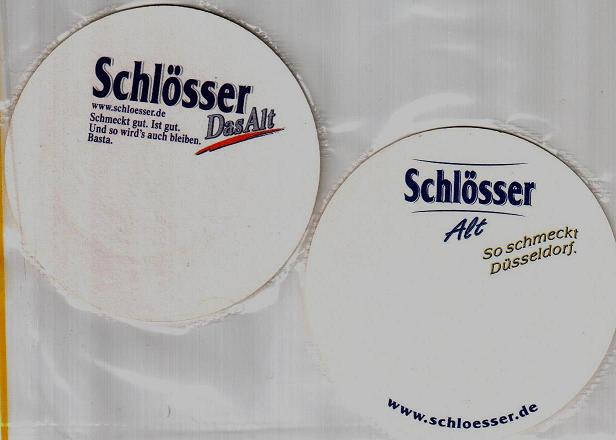 Schlösser
www.schloesser.de
Das Alt
Schmeckt gut. Ist gut.
Und so wird's auch bleiben.
Basta.
Schlösser
Alt
So schmeckt
Düsseldorf.
www.schloesser.de